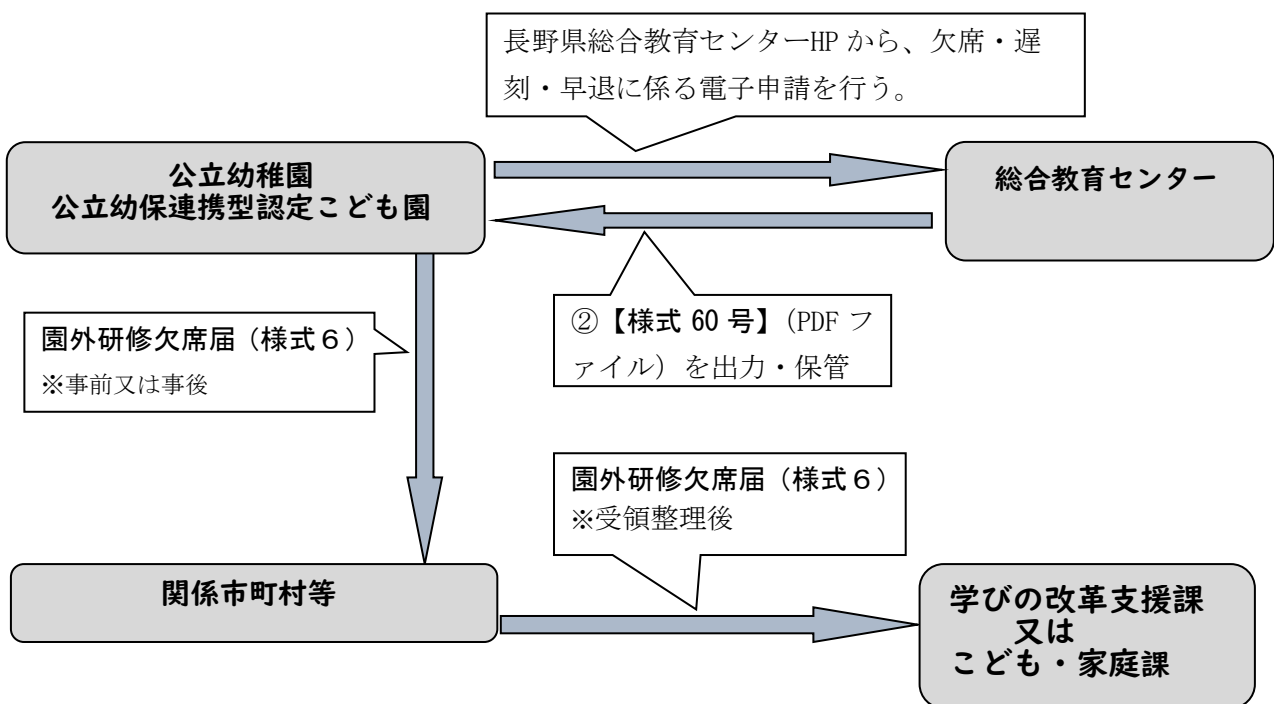 長野県総合教育センターHP から、欠席・遅
刻・早退に係る電子申請を行う。
公立幼稚園
公立幼保連携型認定こども園
総合教育センター
②【様式 60 号】(PDF フ
ァイル）を出力・保管
園外研修欠席届（様式６）
※事前又は事後
園外研修欠席届（様式６）
※受領整理後
関係市町村等
学びの改革支援課
又は
こども・家庭課